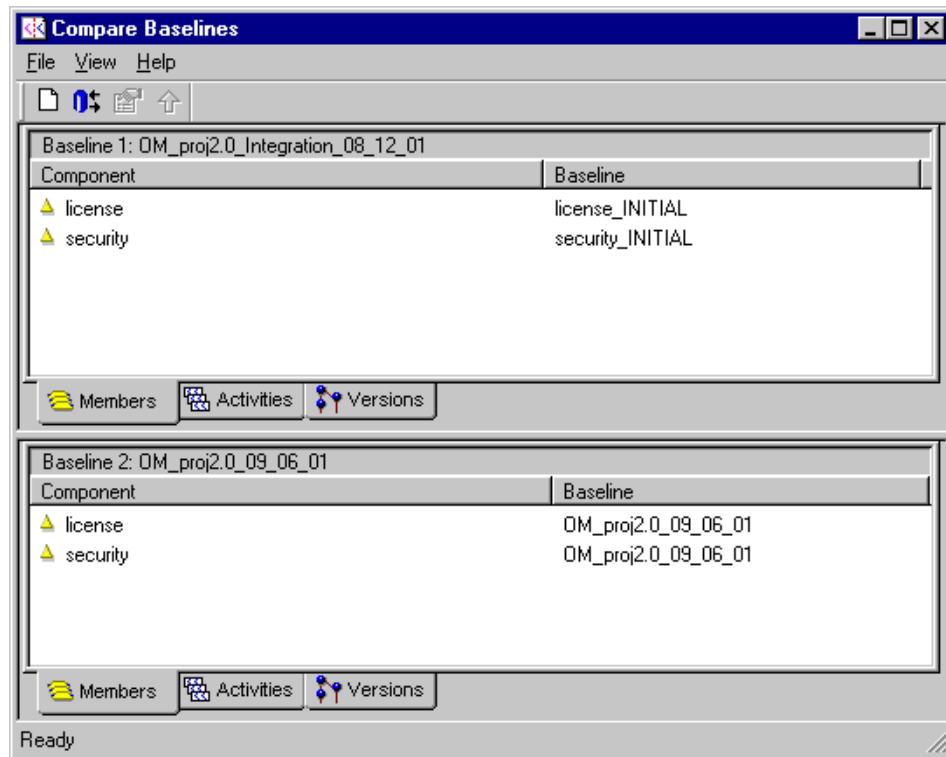 Compare Baselines
File View Help
Baseline 1: OM_proj2.0_Integration_08_12_01
Component Baseline
license license_INITIAL
security security_INITIAL
Members Activities Versions
Baseline 2: OM_proj2.0_09_06_01
Component Baseline
license OM_proj2.0_09_06_01
security OM_proj2.0_09_06_01
Members Activities Versions
Ready